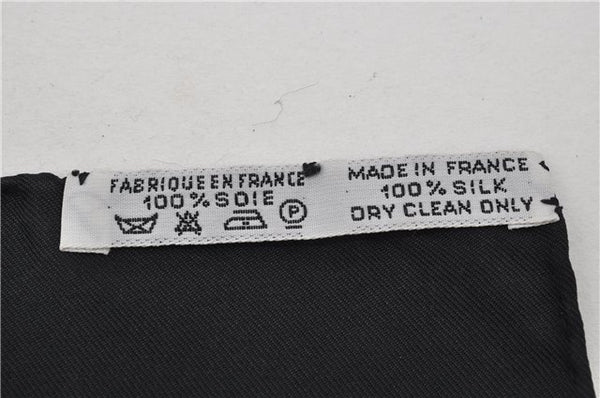 FABRIQUE EN FRANCE
100% SOIE
P
MADE IN FRANCE
100% SILK
DRY CLEAN ONLY